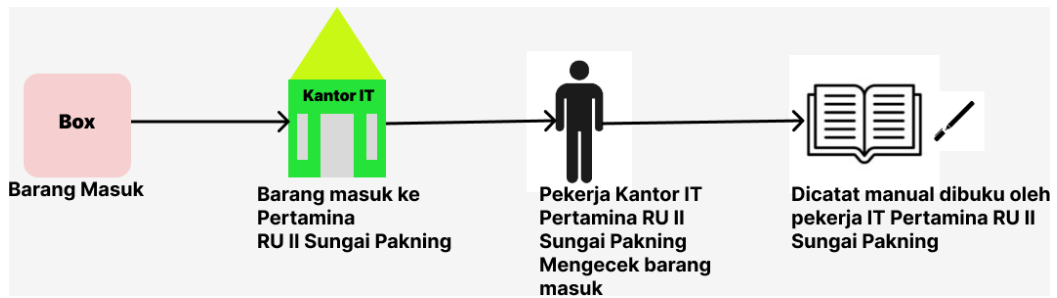 Box
Barang Masuk
Kantor IT
Barang masuk ke
Pertamina
RU II Sungai Pakning
Pekerja Kantor IT
Pertamina RU II
Sungai Pakning
Mengecek barang
masuk
Dicatat manual dibuku oleh
pekerja IT Pertamina RU II
Sungai Pakning